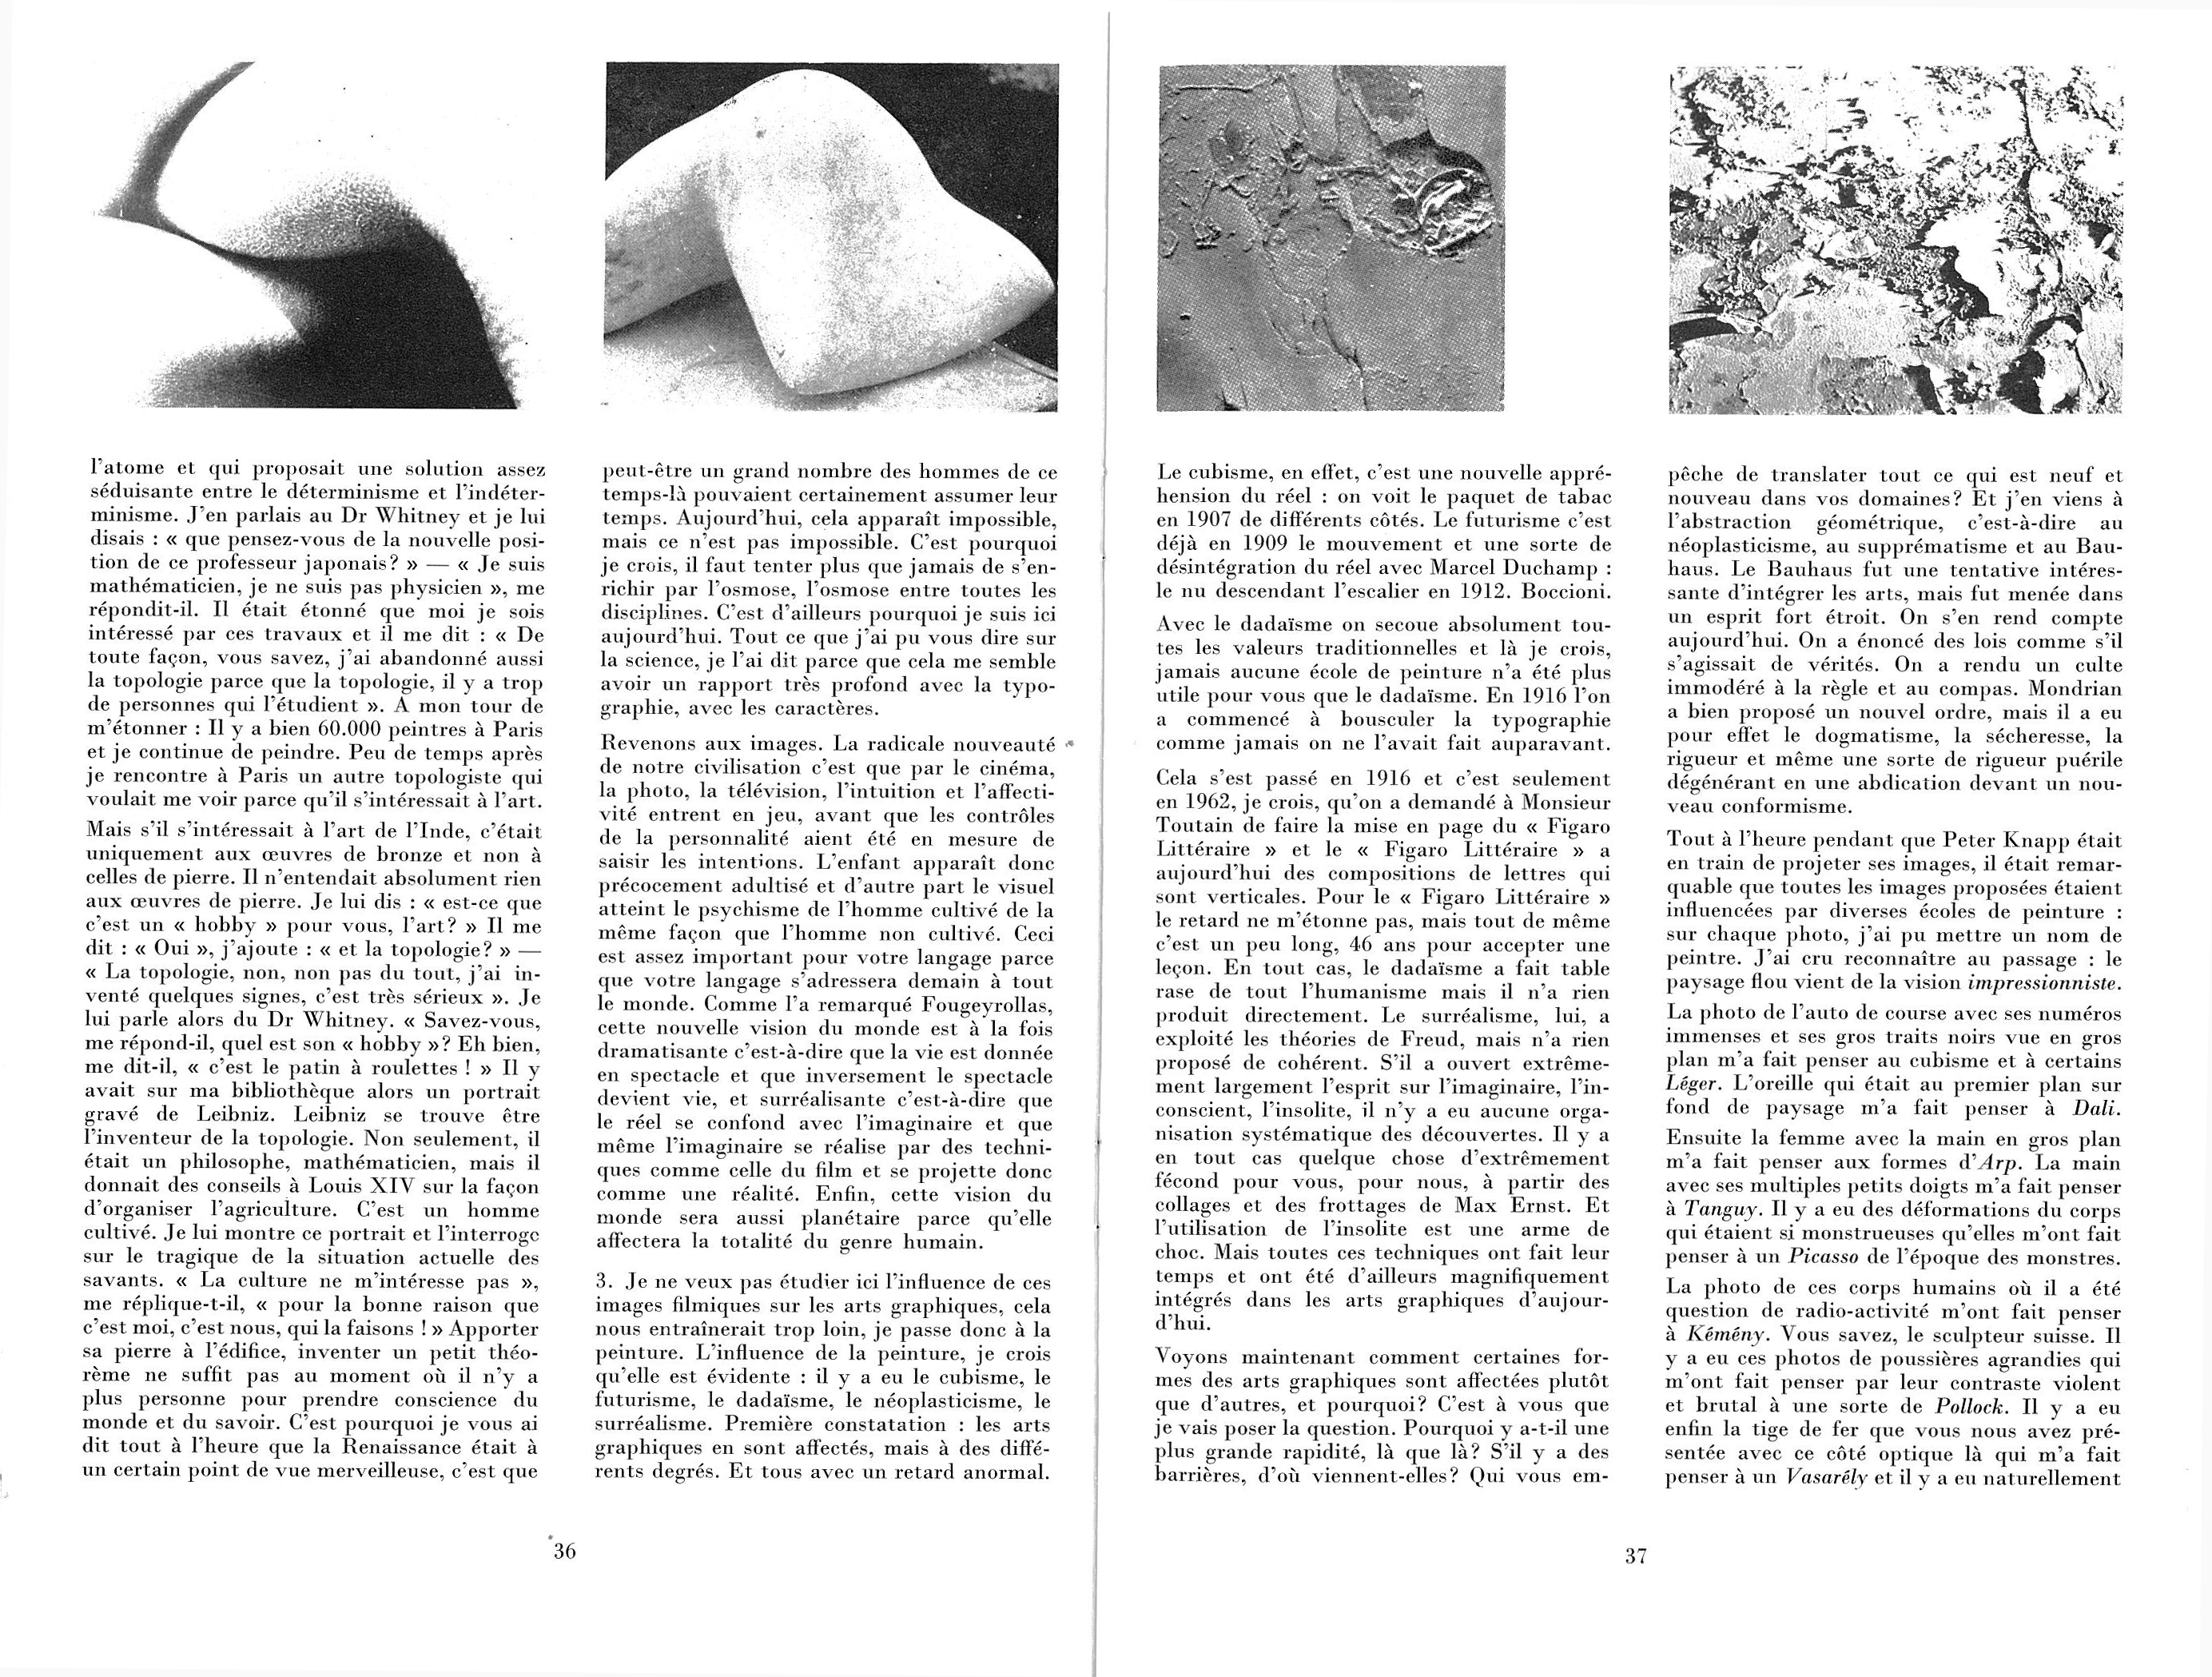 l'atome et qui proposait une solution assez
séduisante entre le déterminisme et l'indéter-
minisme. J'en parlais au Dr Whitney et je lui
disais : « que pensez-vous de la nouvelle posi-
tion de ce professeur japonais? » — « Je suis
mathématicien, je ne suis pas physicien », me
répondit-il. Il était étonné que moi je sois
intéressé par ces travaux et il me dit : « De
toute façon, vous savez, j'ai abandonné aussi
la topologie parce que la topologie, il y a trop
de personnes qui l'étudient ». A mon tour de
m'étonner : Il y a bien 60.000 peintres à Paris
et je continue de peindre. Peu de temps après
je rencontre à Paris un autre topologiste qui
voulait me voir parce qu'il s'intéressait à l'art.
Mais s'il s'intéressait à l'art de l'Inde, c'était
uniquement aux œuvres de bronze et non à
celles de pierre. Il n'entendait absolument rien
aux œuvres de pierre. Je lui dis : « est-ce que
c'est un « hobby » pour vous, l'art? » Il me
dit : « Oui », j'ajoute : « et la topologie? » —
« La topologie, non, non pas du tout, j'ai in-
venté quelques signes, c'est très sérieux ». Je
lui parle alors du Dr Whitney. « Savez-vous,
me répond-il, quel est son « hobby »? Eh bien,
me dit-il, « c'est le patin à roulettes ! » Il y
avait sur ma bibliothèque alors un portrait
gravé de Leibniz. Leibniz se trouve être
l'inventeur de la topologie. Non seulement, il
était un philosophe, mathématicien, mais il
donnait des conseils à Louis XIV sur la façon
d'organiser l'agriculture. C'est un homme
cultivé. Je lui montre ce portrait et l'interroge
sur le tragique de la situation actuelle des
savants. « La culture ne m'intéresse pas »,
me réplique-t-il, « pour la bonne raison que
c'est moi, c'est nous, qui la faisons ! » Apporter
sa pierre à l'édifice, inventer un petit théo-
rème ne suffit pas au moment où il n'y a
plus personne pour prendre conscience du
monde et du savoir. C'est pourquoi je vous ai
dit tout à l'heure que la Renaissance était à
un certain point de vue merveilleuse, c'est que
peut-être un grand nombre des hommes de ce
temps-là pouvaient certainement assumer leur
temps. Aujourd'hui, cela apparaît impossible,
mais ce n'est pas impossible. C'est pourquoi
je crois, il faut tenter plus que jamais de s'en-
richir par l'osmose, l'osmose entre toutes les
disciplines. C'est d'ailleurs pourquoi je suis ici
aujourd'hui. Tout ce que j'ai pu vous dire sur
la science, je l'ai dit parce que cela me semble
avoir un rapport très profond avec la typo-
graphie, avec les caractères.
Revenons aux images. La radicale nouveauté
de notre civilisation c'est que par le cinéma,
la photo, la télévision, l'intuition et l'affecti-
vité entrent en jeu, avant que les contrôles
de la personnalité aient été en mesure de
saisir les intentions. L'enfant apparaît donc
précocement adultisé et d'autre part le visuel
atteint le psychisme de l'homme cultivé de la
même façon que l'homme non cultivé. Ceci
est assez important pour votre langage parce
que votre langage s'adressera demain à tout
le monde. Comme l'a remarqué Fougeyrollas,
cette nouvelle vision du monde est à la fois
dramatisante c'est-à-dire que la vie est donnée
en spectacle et que inversement le spectacle
devient vie, et surréalisante c'est-à-dire que
le réel se confond avec l'imaginaire et que
même l'imaginaire se réalise par des techni-
ques comme celle du film et se projette donc
comme une réalité. Enfin, cette vision du
monde sera aussi planétaire parce qu'elle
affectera la totalité du genre humain.
3. Je ne veux pas étudier ici l'influence de ces
images filmiques sur les arts graphiques, cela
nous entraînerait trop loin, je passe donc à la
peinture. L'influence de la peinture, je crois
qu'elle est évidente : il y a eu le cubisme, le
futurisme, le dadaïsme, le néoplasticisme, le
surréalisme. Première constatation : les arts
graphiques en sont affectés, mais à des diffé-
rents degrés. Et tous avec un retard anormal.
36
Le cubisme, en effet, c'est une nouvelle appré-
hension du réel : on voit le paquet de tabac
en 1907 de différents côtés. Le futurisme c'est
déjà en 1909 le mouvement et une sorte de
désintégration du réel avec Marcel Duchamp :
le nu descendant l'escalier en 1912. Boccioni.
Avec le dadaïsme on secoue absolument tou-
tes les valeurs traditionnelles et là je crois,
jamais aucune école de peinture n'a été plus
utile pour vous que le dadaïsme. En 1916 l'on
a commencé à bousculer la typographie
comme jamais on ne l'avait fait auparavant.
Cela s'est passé en 1916 et c'est seulement
en 1962, je crois, qu'on a demandé à Monsieur
Toutain de faire la mise en page du « Figaro
Littéraire » et le « Figaro Littéraire » a
aujourd'hui des compositions de lettres qui
sont verticales. Pour le « Figaro Littéraire »
le retard ne m'étonne pas, mais tout de même
c'est un peu long, 46 ans pour accepter une
leçon. En tout cas, le dadaïsme a fait table
rase de tout l'humanisme mais il n'a rien
produit directement. Le surréalisme, lui, a
exploité les théories de Freud, mais n'a rien
proposé de cohérent. S'il a ouvert extrême-
ment largement l'esprit sur l'imaginaire, l'in-
conscient, l'insolite, il n'y a eu aucune orga-
nisation systématique des découvertes. Il y a
en tout cas quelque chose d'extrêmement
fécond pour vous, pour nous, à partir des
collages et des frottages de Max Ernst. Et
l'utilisation de l'insolite est une arme de
choc. Mais toutes ces techniques ont fait leur
temps et ont été d'ailleurs magnifiquement
intégrés dans les arts graphiques d'aujour-
d'hui.
Voyons maintenant comment certaines for-
mes des arts graphiques sont affectées plutôt
que d'autres, et pourquoi? C'est à vous que
je vais poser la question. Pourquoi y a-t-il une
plus grande rapidité, là que là? S'il y a des
barrières, d'où viennent-elles? Qui vous em-
pêche de translater tout ce qui est neuf et
nouveau dans vos domaines? Et j'en viens à
l'abstraction géométrique, c'est-à-dire au
néoplasticisme, au supprématisme et au Bau-
haus. Le Bauhaus fut une tentative intéres-
sante d'intégrer les arts, mais fut menée dans
un esprit fort étroit. On s'en rend compte
aujourd'hui. On a énoncé des lois comme s'il
s'agissait de vérités. On a rendu un culte
immodéré à la règle et au compas. Mondrian
a bien proposé un nouvel ordre, mais il a eu
pour effet le dogmatisme, la sécheresse, la
rigueur et même une sorte de rigueur puérile
dégénérant en une abdication devant un nou-
veau conformisme.
Tout à l'heure pendant que Peter Knapp était
en train de projeter ses images, il était remar-
quable que toutes les images proposées étaient
influencées par diverses écoles de peinture :
sur chaque photo, j'ai pu mettre un nom de
peintre. J'ai cru reconnaître au passage : le
paysage flou vient de la vision impressionniste.
La photo de l'auto de course avec ses numéros
immenses et ses gros traits noirs vue en gros
plan m'a fait penser au cubisme et à certains
Léger. L'oreille qui était au premier plan sur
fond de paysage m'a fait penser à Dali.
Ensuite la femme avec la main en gros plan
m'a fait penser aux formes d'Arp. La main
avec ses multiples petits doigts m'a fait penser
à Tanguy. Il y a eu des déformations du corps
qui étaient si monstrueuses qu'elles m'ont fait
penser à un Picasso de l'époque des monstres.
La photo de ces corps humains où il a été
question de radio-activité m'ont fait penser
à Kémény. Vous savez, le sculpteur suisse. Il
y a eu ces photos de poussières agrandies qui
m'ont fait penser par leur contraste violent
et brutal à une sorte de Pollock. Il y a eu
enfin la tige de fer que vous nous avez pré-
sentée avec ce côté optique là qui m'a fait
penser à un Vasarély et il y a eu naturellement
37